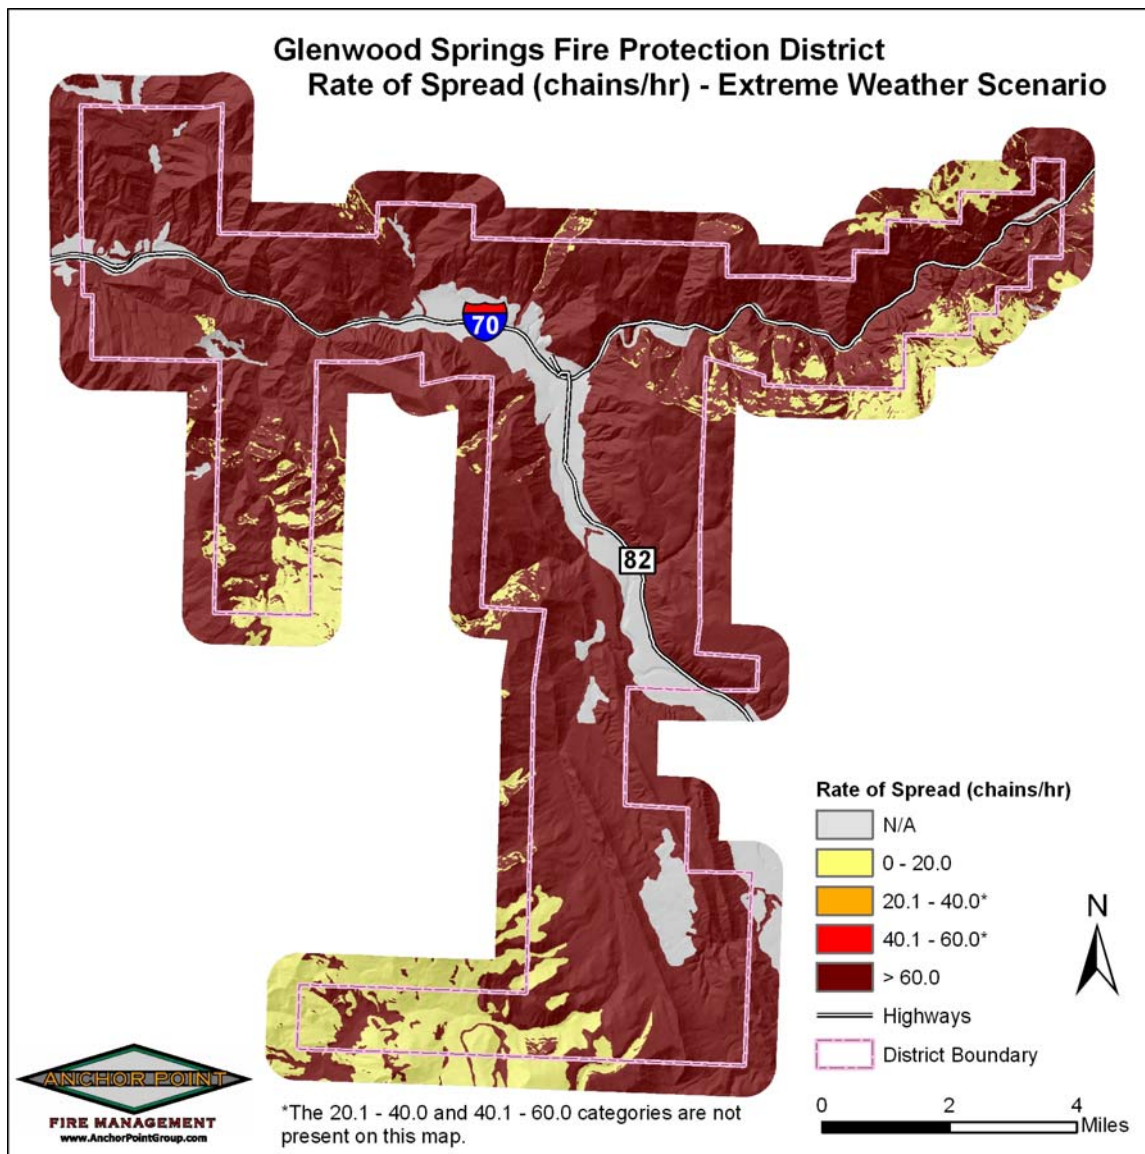 Glenwood Springs Fire Protection District
Rate of Spread (chains/hr) - Extreme Weather Scenario
70
82
Rate of Spread (chains/hr)
N/A
0 - 20.0
20.1 - 40.0*
40.1 - 60.0*
> 60.0
Highways
District Boundary
N
0 2 4
Miles
ANCHOR POINT
FIRE MANAGEMENT
www.AnchorPointGroup.com
*The 20.1 - 40.0 and 40.1 - 60.0 categories are not
present on this map.